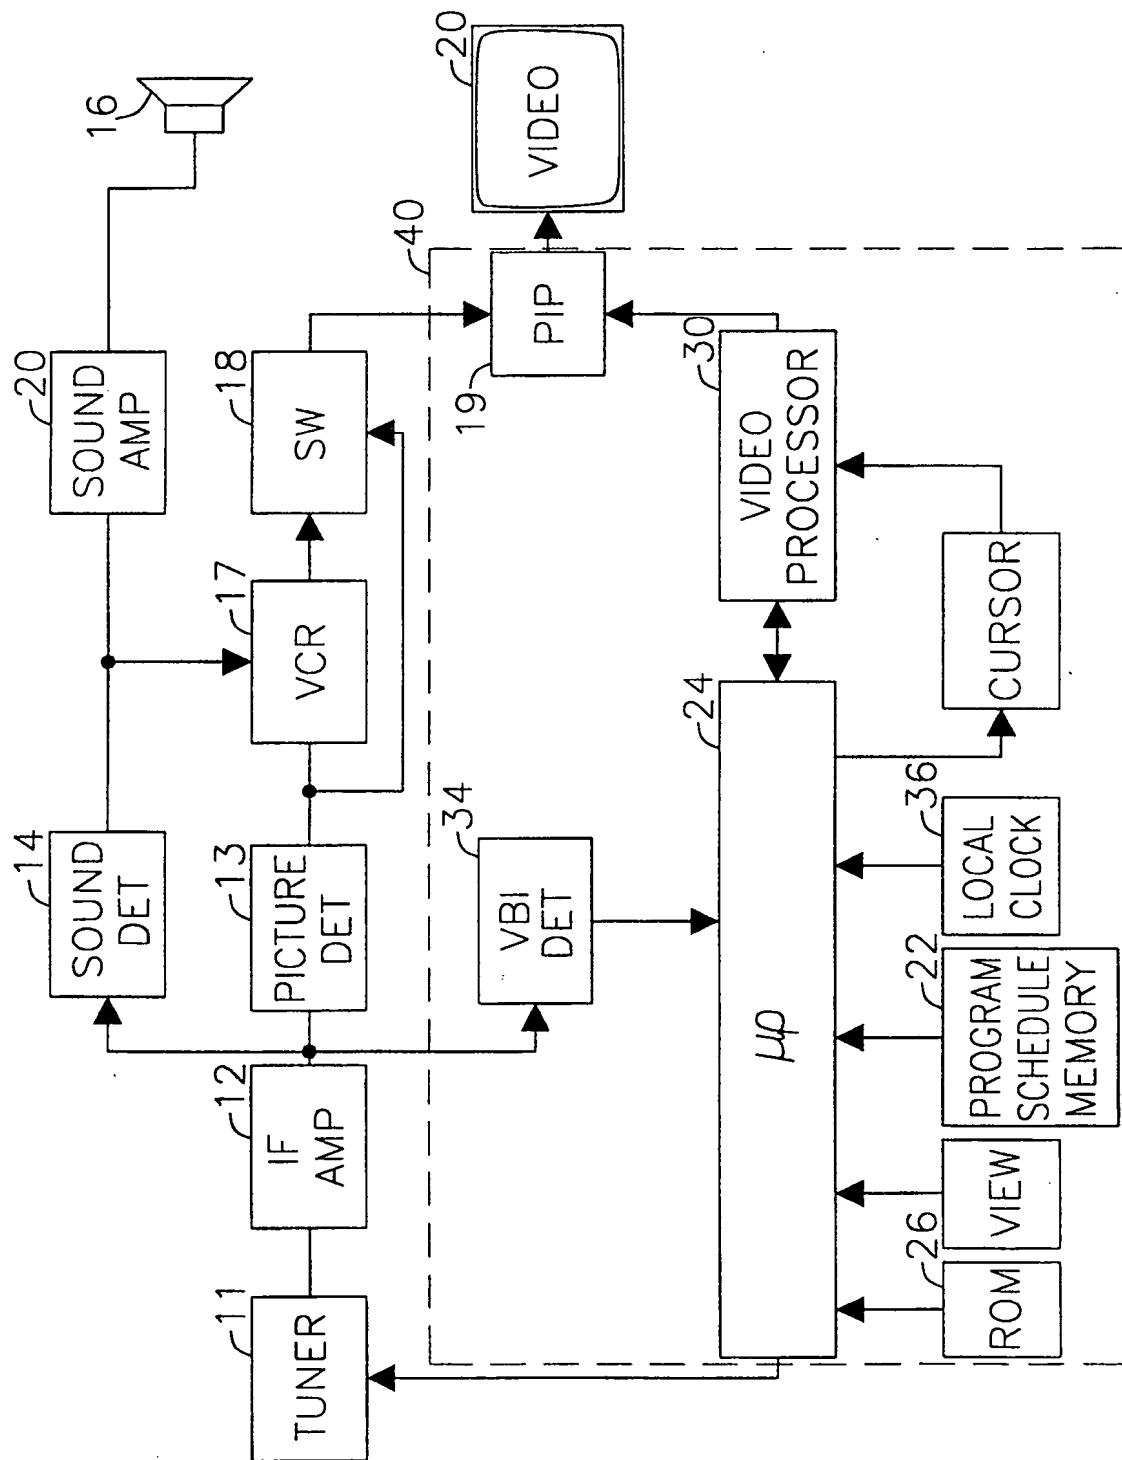 11
TUNER
12
IF
AMP
14
SOUND
DET
13
PICTURE
DET
20
SOUND
AMP
16
17
VCR
18
SW
40
34
VBI
DET
19
PIP
20
VIDEO
24
μp
30
VIDEO
PROCESSOR
26
ROM
VIEW
22
PROGRAM
SCHEDULE
MEMORY
36
LOCAL
CLOCK
CURSOR